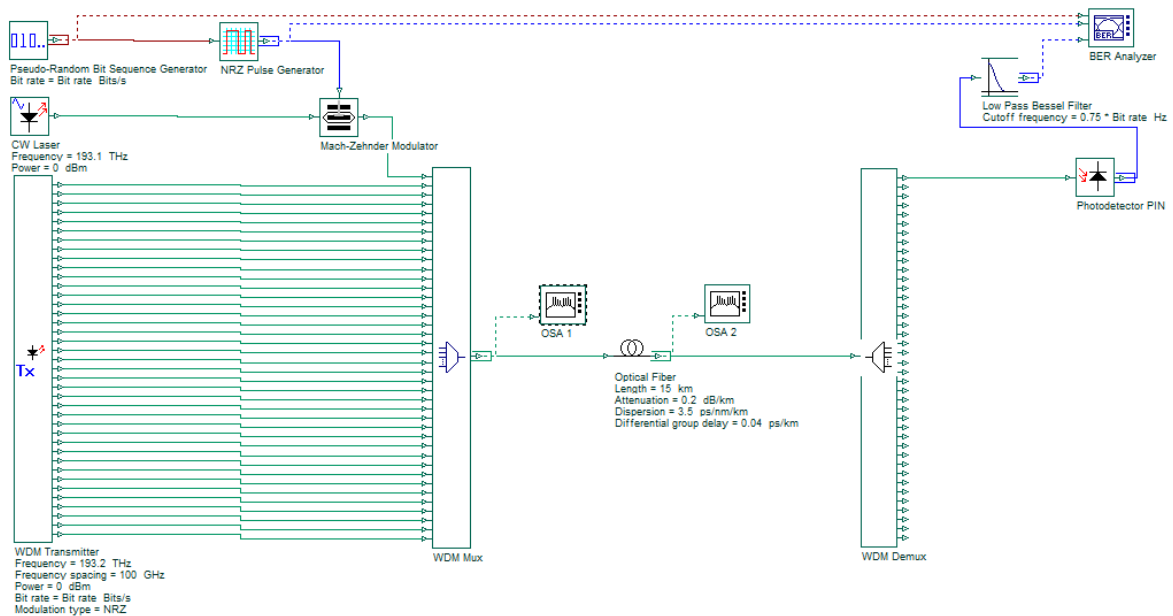 010..
Pseudo-Random Bit Sequence Generator
Bit rate = Bit rate Bits/s
NRZ Pulse Generator
BER
BER Analyzer
Low Pass Bessel Filter
Cutoff frequency = 0.75 * Bit rate Hz
CW Laser
Frequency = 193.1 THz
Power = 0 dBm
Mach-Zehnder Modulator
Photodetector PIN
OSA 1
OSA 2
Tx
Optical Fiber
Length = 15 km
Attenuation = 0.2 dB/km
Dispersion = 3.5 ps/nm/km
Differential group delay = 0.04 ps/km
WDM Transmitter
Frequency = 193.2 THz
Frequency spacing = 100 GHz
Power = 0 dBm
Bit rate = Bit rate Bits/s
Modulation type = NRZ
WDM Mux
WDM Demux